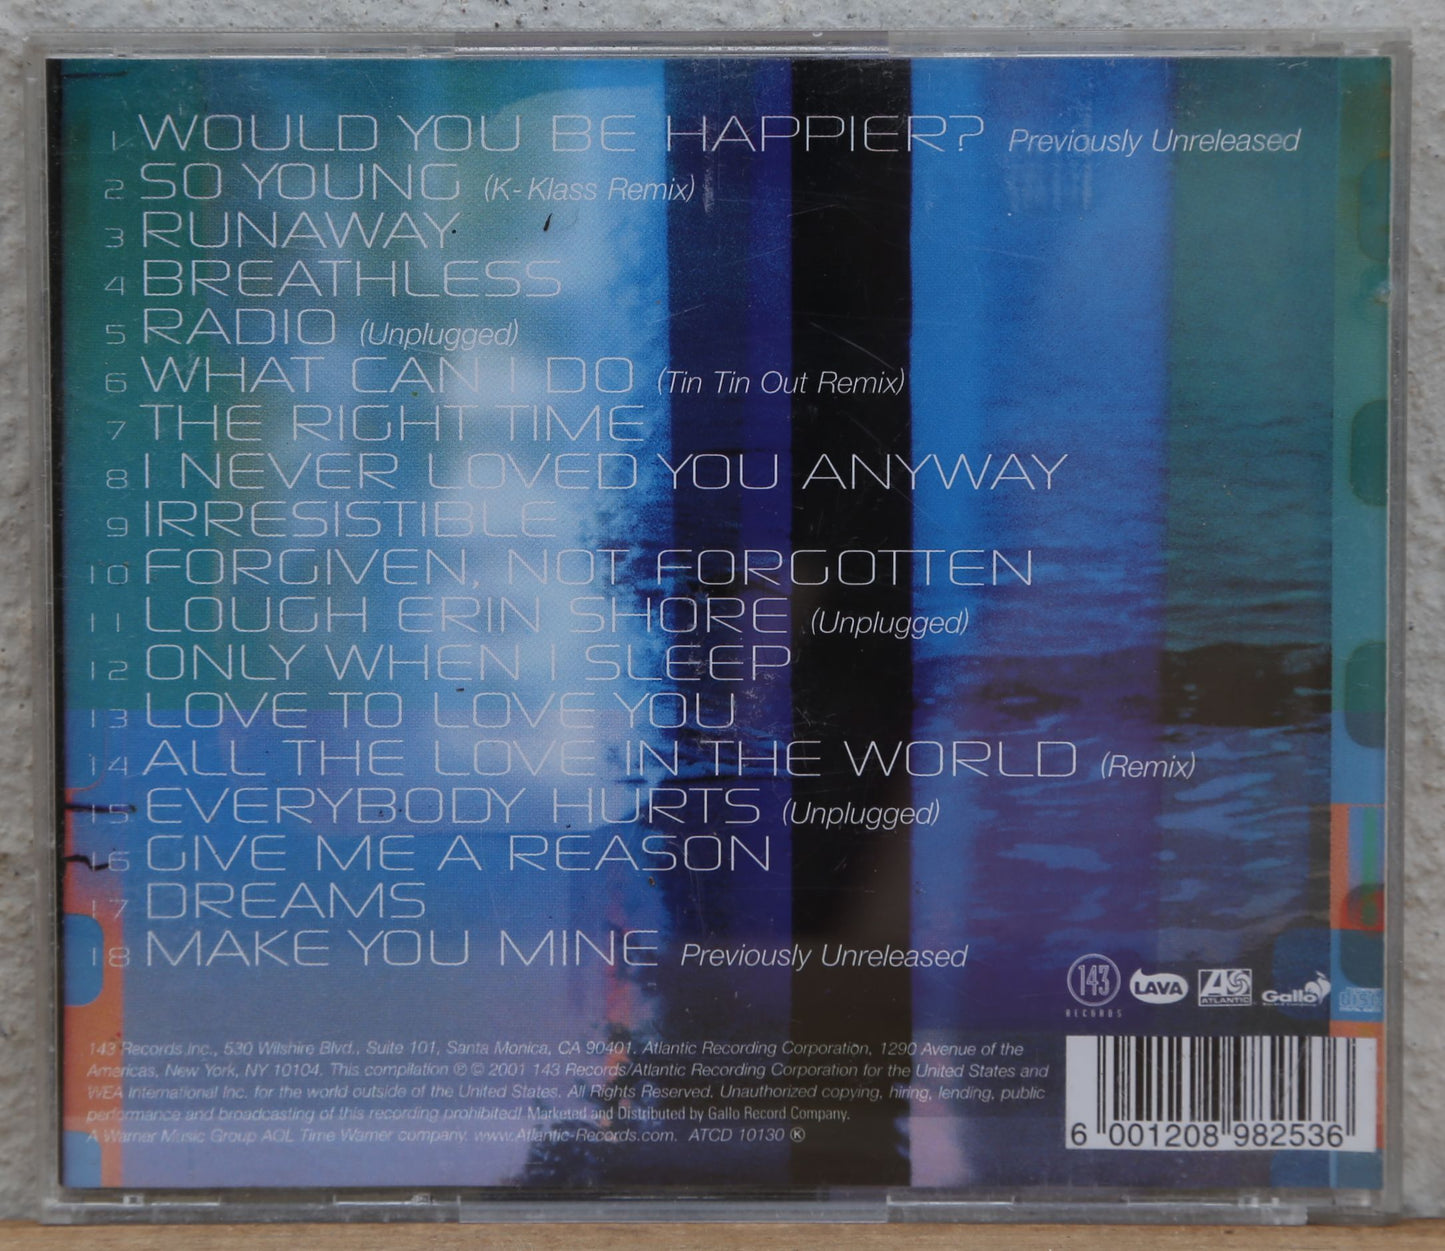 1 WOULD YOU BE HAPPIER? Previously Unreleased
2 SO YOUNG (K-Klass Remix)
3 RUNAWAY
4 BREATHLESS
5 RADIO (Unplugged)
6 WHAT CAN I DO (Tin Tin Out Remix)
7 THE RIGHT TIME
8 I NEVER LOVED YOU ANYWAY
9 IRRESISTIBLE
10 FORGIVEN, NOT FORGOTTEN
11 LOUGH ERIN SHORE (Unplugged)
12 ONLY WHEN I SLEEP
13 LOVE TO LOVE YOU
14 ALL THE LOVE IN THE WORLD (Remix)
15 EVERYBODY HURTS (Unplugged)
16 GIVE ME A REASON
17 DREAMS
18 MAKE YOU MINE Previously Unreleased
143 RECORDS LAVA ATLANTIC Gallo
143 Records Inc., 530 Wilshire Blvd., Suite 101, Santa Monica, CA 90401. Atlantic Recording Corporation, 1290 Avenue of the
Americas, New York, NY 10104. This compilation ℗ © 2001 143 Records/Atlantic Recording Corporation for the United States and
WEA International Inc. for the world outside of the United States. All Rights Reserved. Unauthorized copying, hiring, lending, public
performance and broadcasting of this recording prohibited! Marketed and Distributed by Gallo Record Company.
A Warner Music Group AOL Time Warner company. www.Atlantic-Records.com. ATCD 10130 Ⓚ
6 001208 982536